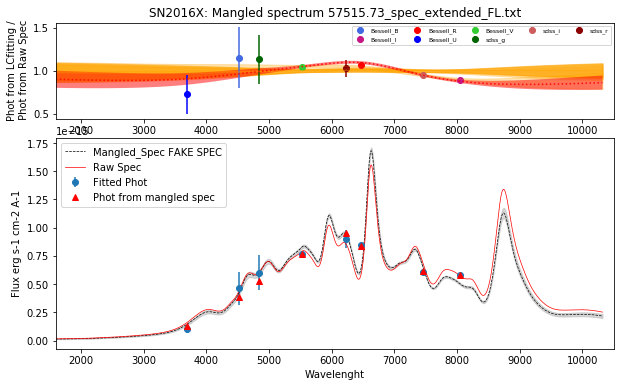 SN2016X: Mangled spectrum 57515.73_spec_extended_FL.txt
Phot from LCfitting /
Phot from Raw Spec
1.5
1.0
0.5
Bessell_B Bessell_R Bessell_V sdss_i sdss_r
Bessell_I Bessell_U sdss_g
2000 3000 4000 5000 6000 7000 8000 9000 10000
Flux erg s-1 cm-2 A-1
1.75
1.50
1.25
1.00
0.75
0.50
0.25
0.00
Mangled_Spec FAKE SPEC
Raw Spec
Fitted Phot
Phot from mangled spec
2000 3000 4000 5000 6000 7000 8000 9000 10000
Wavelenght